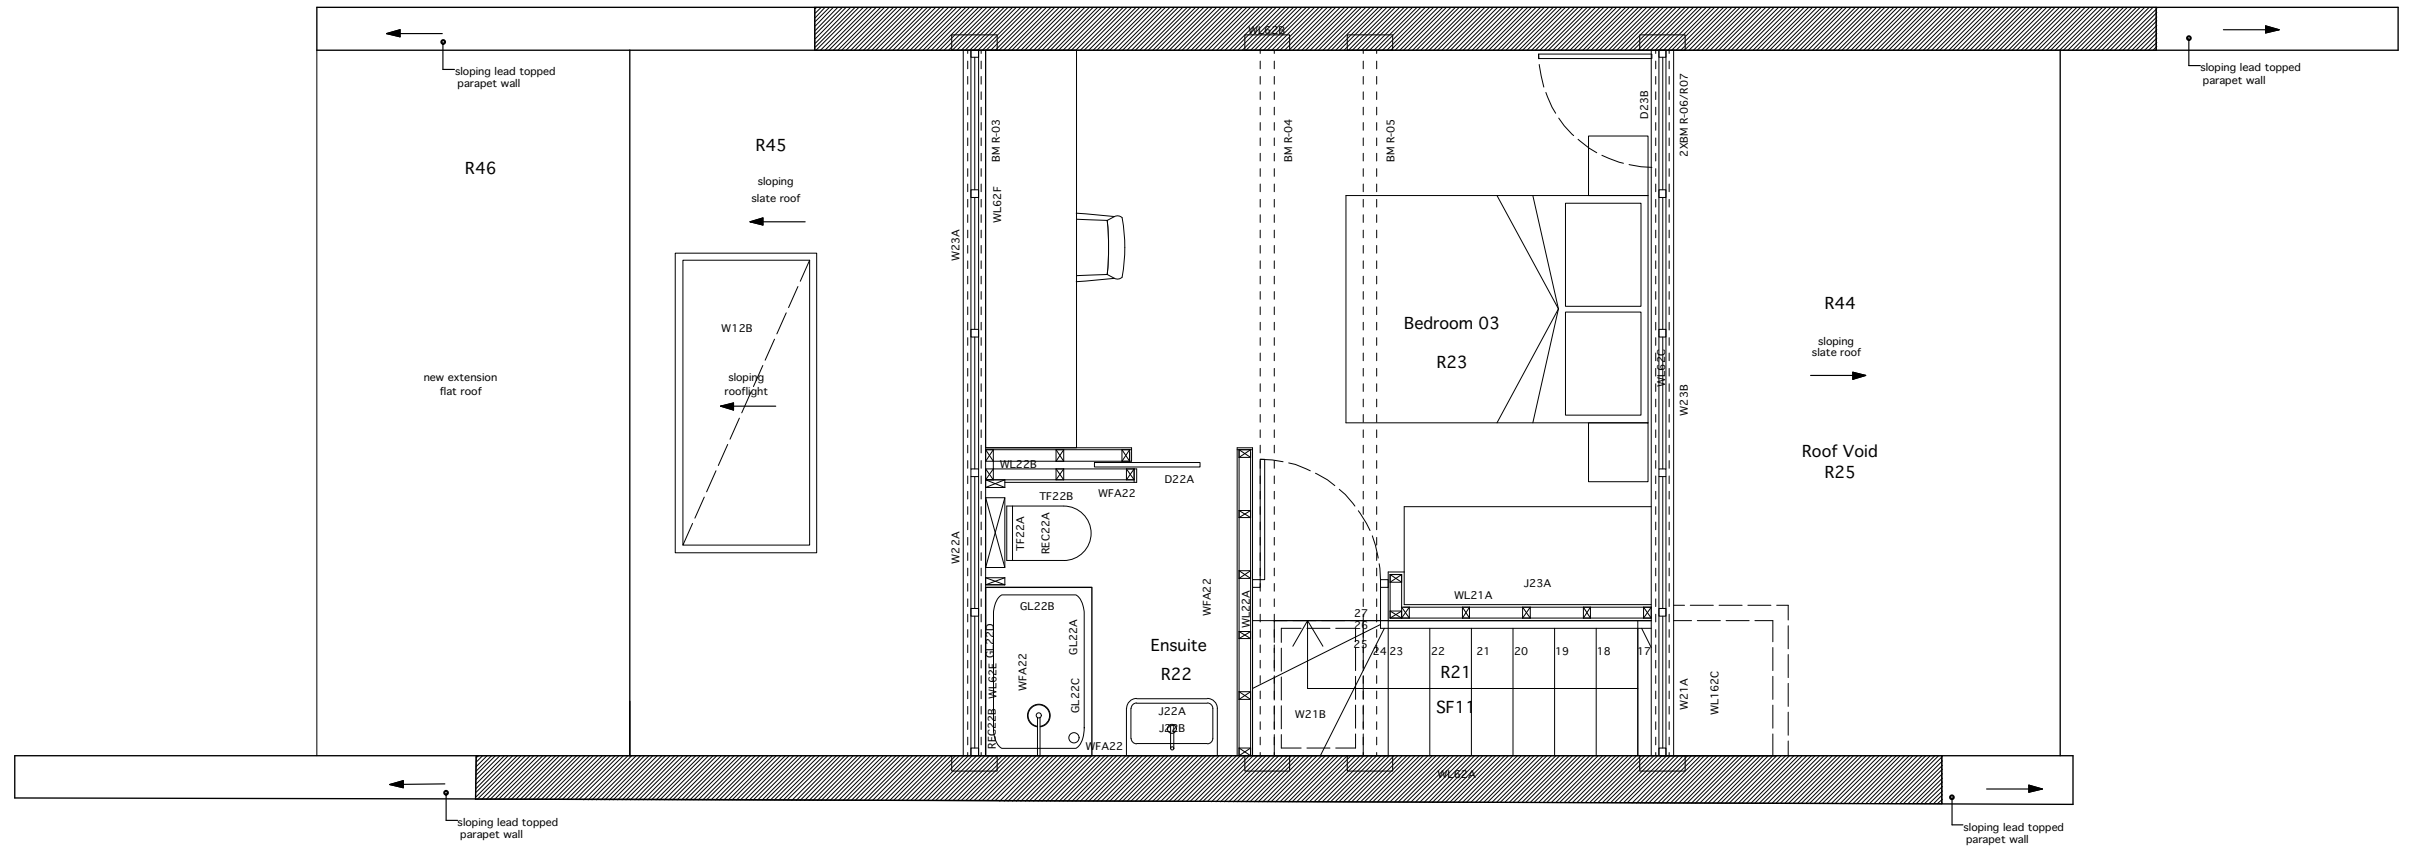 WL62B
sloping lead topped
parapet wall
sloping lead topped
parapet wall
R46
R45
sloping
slate roof
W12B
sloping
rooflight
new extension
flat roof
W23A
BM R-03
WL62F
BM R-04
BM R-05
D23B
2XBM R-06/R07
Bedroom 03
R23
WL62C
W23B
R44
sloping
slate roof
Roof Void
R25
WL22B
D22A
WFA22
TF22B
TF22A
REC22A
W22A
GL22B
GL22D
GL22A
WL62E
WFA22
GL22C
REC22B
WFA22
Ensuite
R22
J22A
J22B
WFA22
WL22A
J23A
WL21A
27
26
25
24
23
22
21
20
19
18
17
R21
SF11
W21B
W21A
WL162C
WL62A
sloping lead topped
parapet wall
sloping lead topped
parapet wall